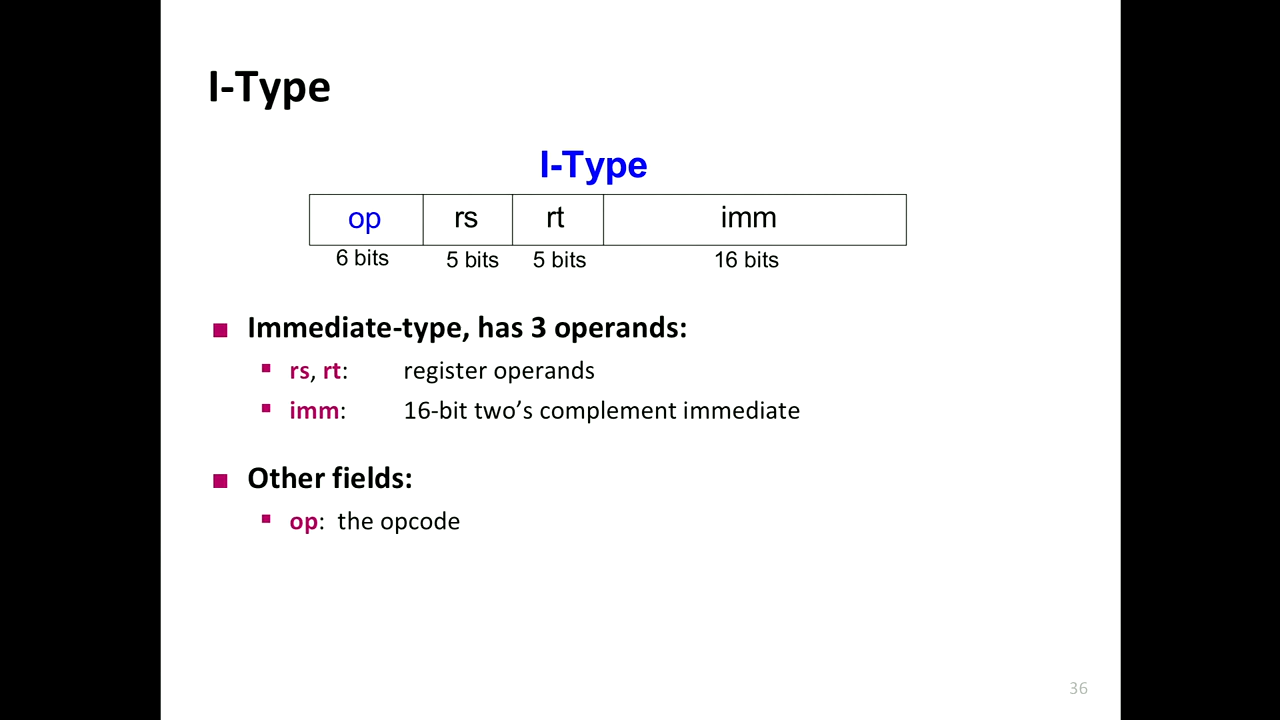 I-Type
I-Type
op rs rt imm
6 bits 5 bits 5 bits 16 bits
Immediate-type, has 3 operands:
rs, rt: register operands
imm: 16-bit two’s complement immediate
Other fields:
op: the opcode
36